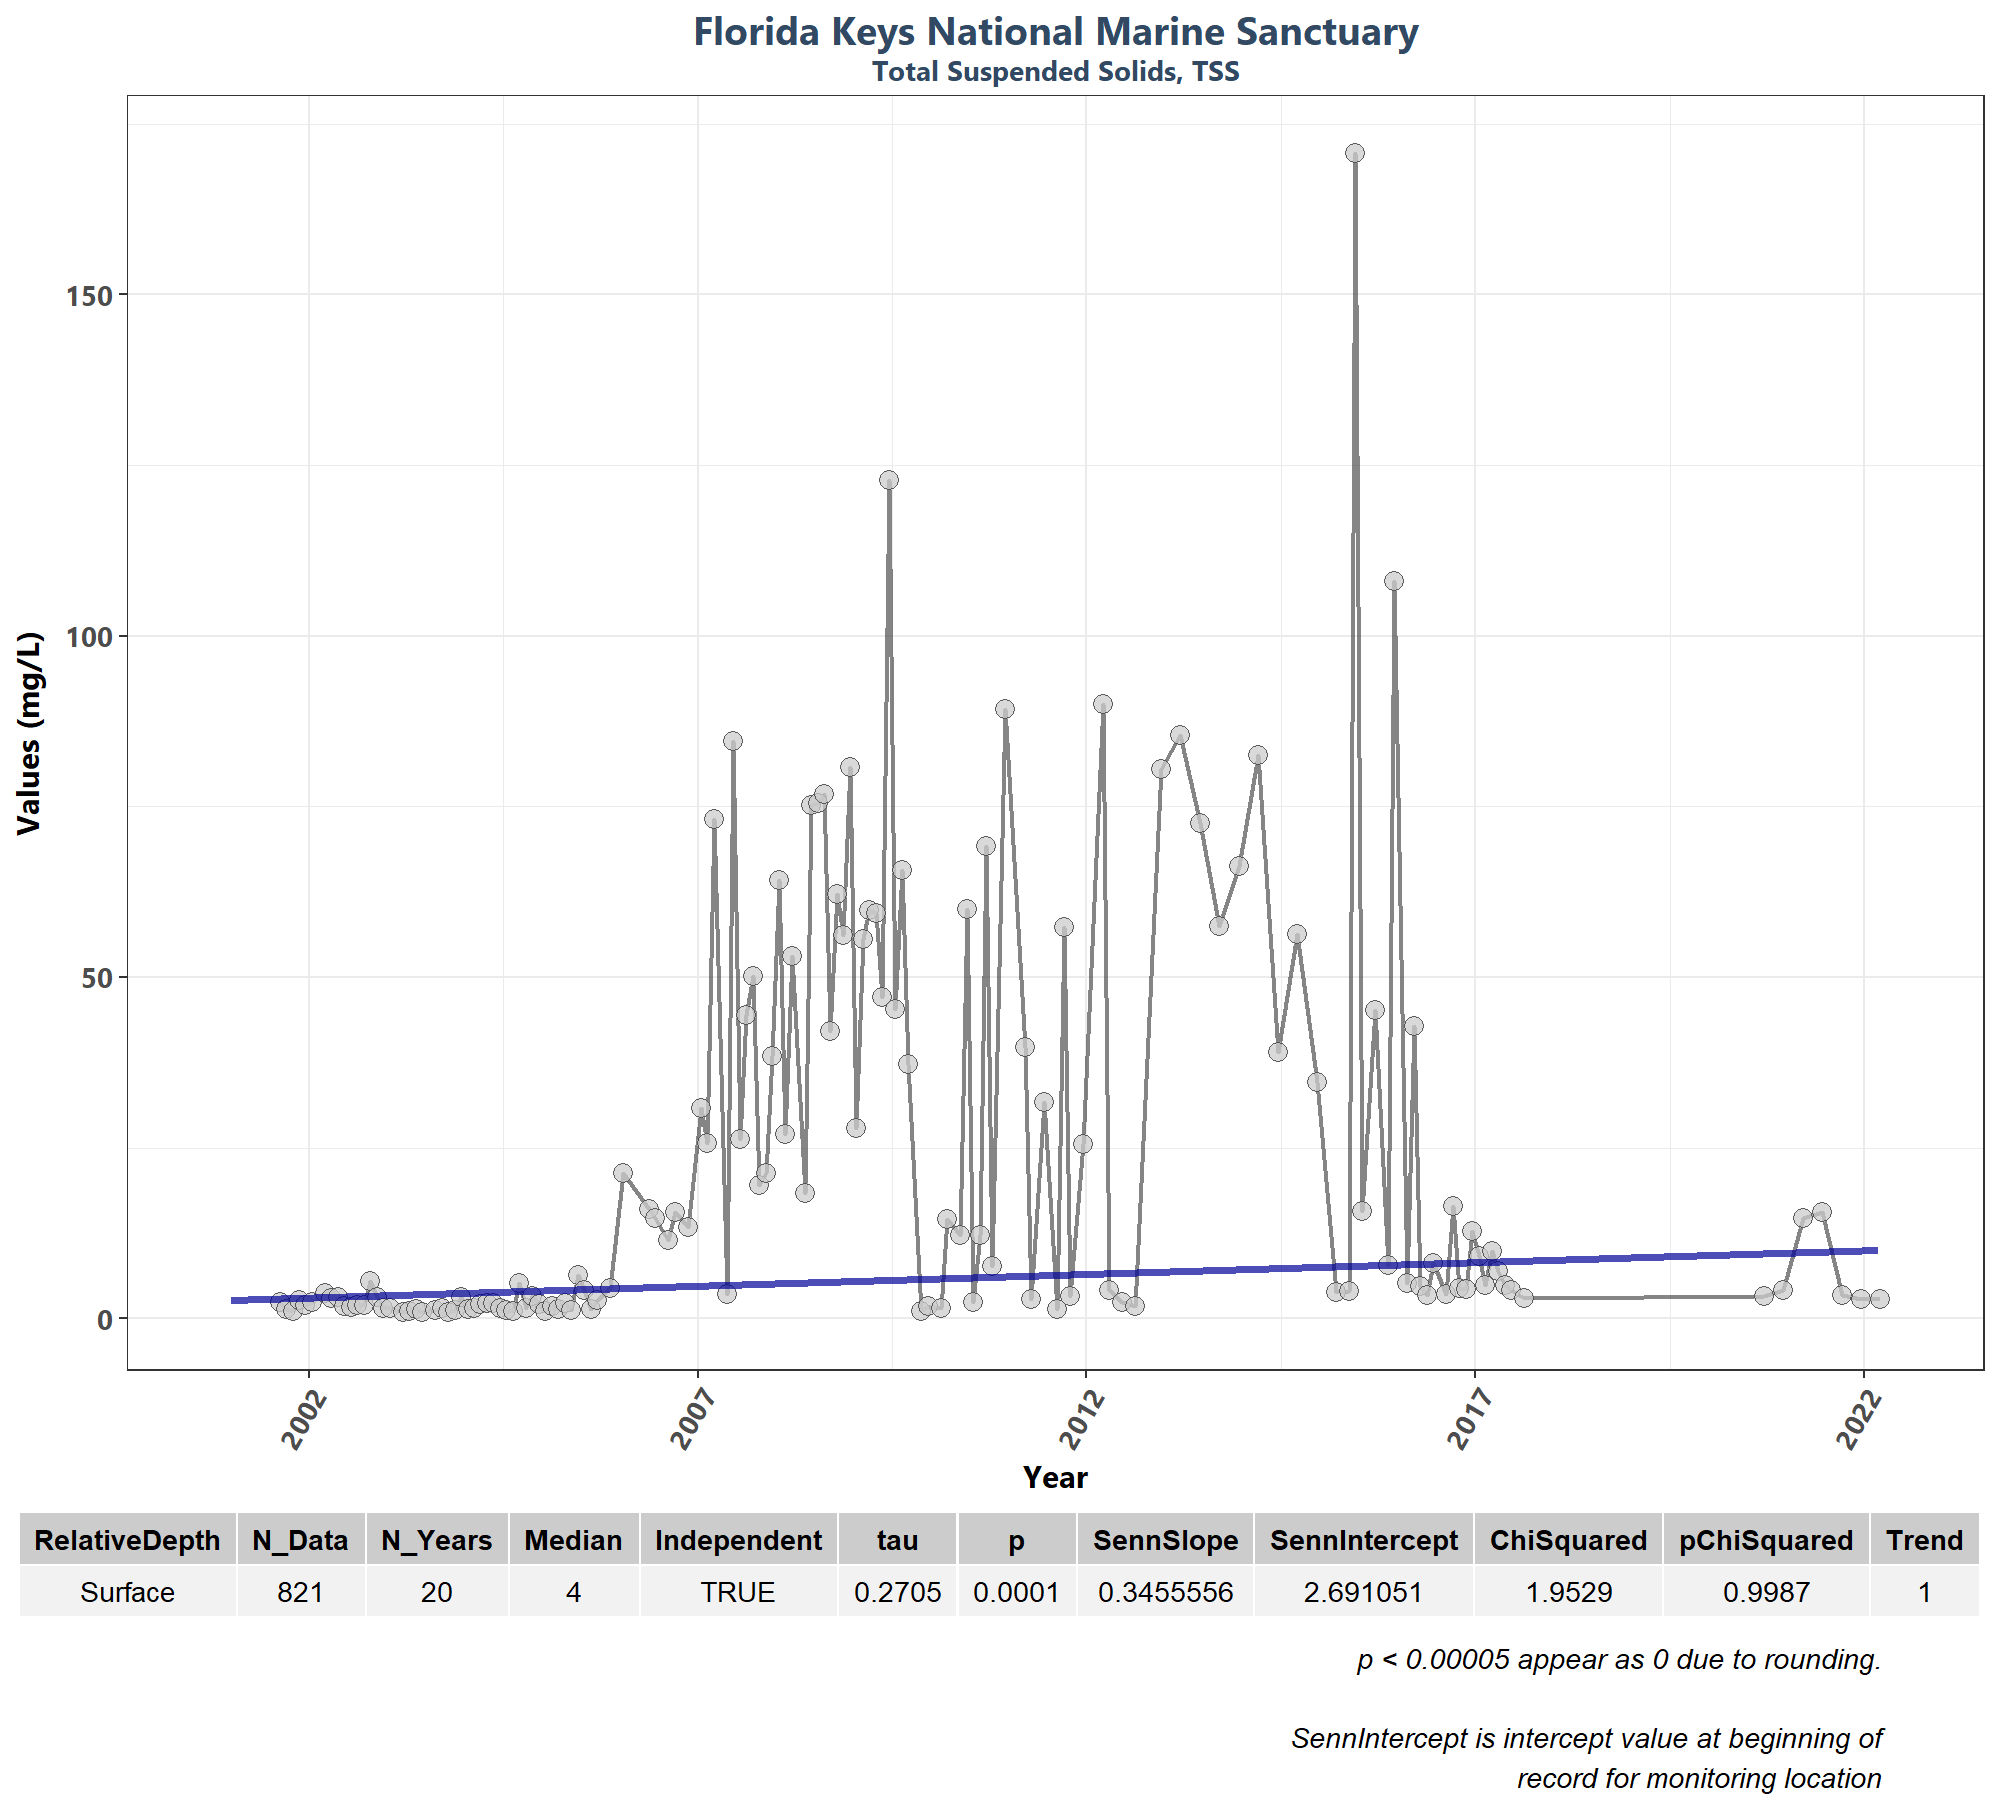 Florida Keys National Marine Sanctuary
Total Suspended Solids, TSS
Values (mg/L)
150
100
50
0
2002 2007 2012 2017 2022
Year
RelativeDepth N_Data N_Years Median Independent tau p SennSlope SennIntercept ChiSquared pChiSquared Trend
Surface 821 20 4 TRUE 0.2705 0.0001 0.3455556 2.691051 1.9529 0.9987 1
p < 0.00005 appear as 0 due to rounding.
SennIntercept is intercept value at beginning of
record for monitoring location